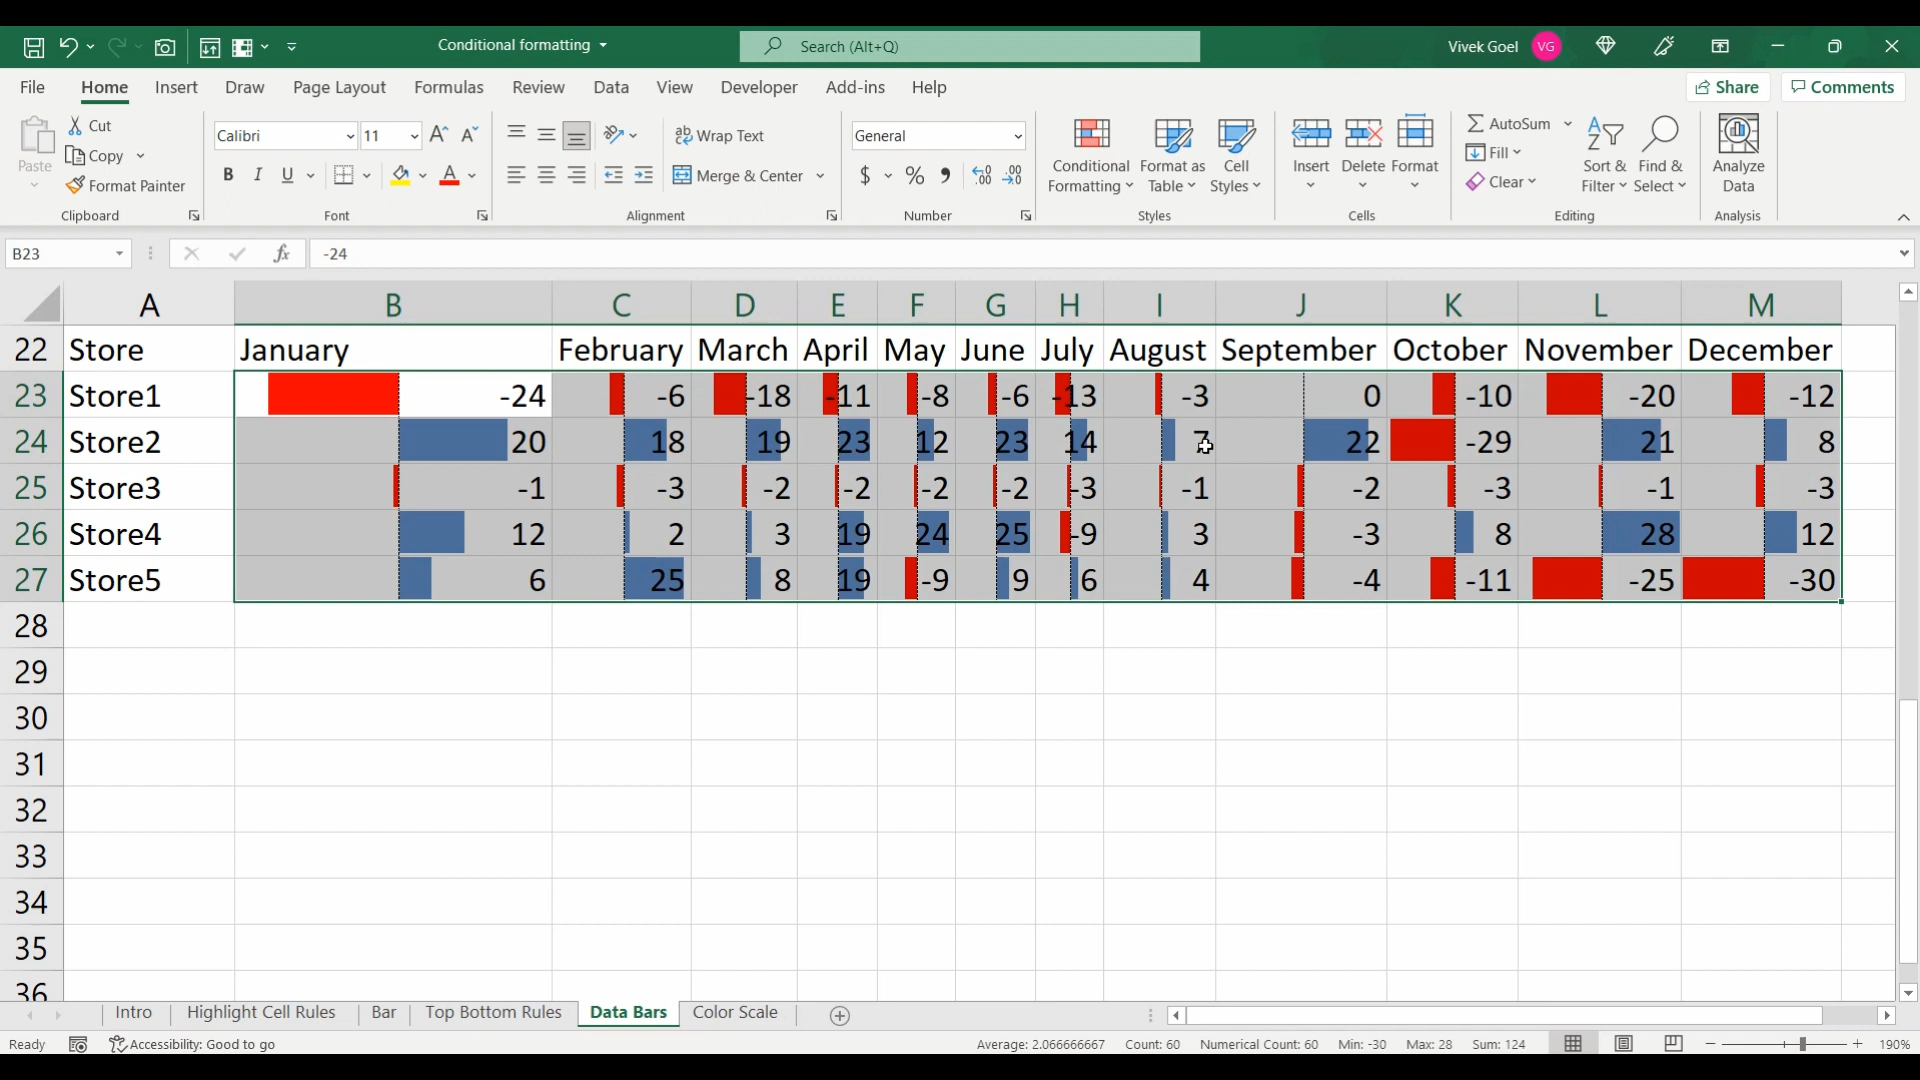 Conditional formatting Search (Alt+Q) Vivek Goel VG
File Home Insert Draw Page Layout Formulas Review Data View Developer Add-ins Help Share Comments
Paste Cut Copy Format Painter Clipboard
Calibri 11 B I U A Font
ab Wrap Text Merge & Center Alignment
General $ % Number
Conditional Formatting Format as Table Cell Styles Styles
Insert Delete Format Cells
AutoSum Fill Clear Sort & Filter Find & Select Editing
Analyze Data Analysis
B23 fx -24
A B C D E F G H I J K L M
22 Store January February March April May June July August September October November December
23 Store1 -24 -6 -18 -11 -8 -6 -13 -3 0 -10 -20 -12
24 Store2 20 18 19 23 12 23 14 7 22 -29 21 8
25 Store3 -1 -3 -2 -2 -2 -2 -3 -1 -2 -3 -1 -3
26 Store4 12 2 3 19 24 25 -9 3 -3 8 28 12
27 Store5 6 25 8 19 -9 9 6 4 -4 -11 -25 -30
28
29
30
31
32
33
34
35
36
Intro Highlight Cell Rules Bar Top Bottom Rules Data Bars Color Scale
Ready Accessibility: Good to go Average: 2.066666667 Count: 60 Numerical Count: 60 Min: -30 Max: 28 Sum: 124 190%